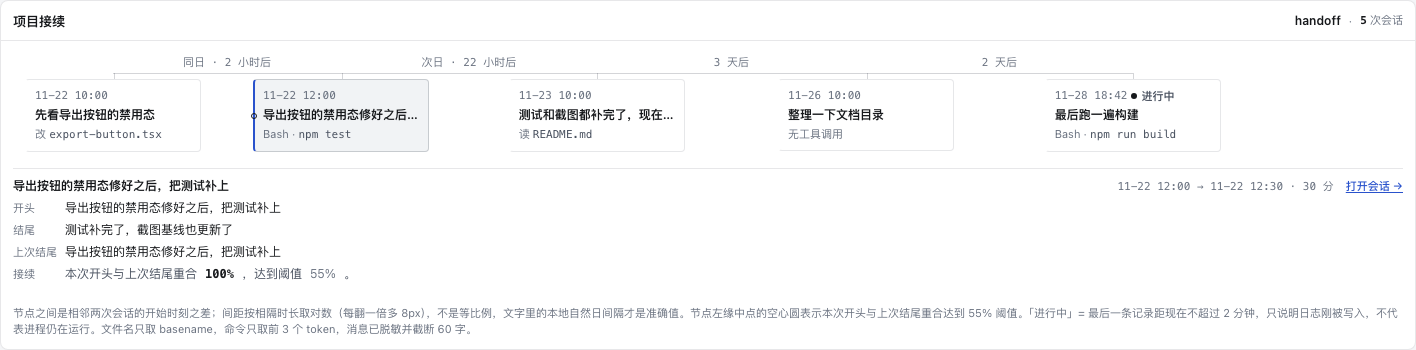 项目接续
handoff · 5 次会话
同日 · 2 小时后
次日 · 22 小时后
3 天后
2 天后
11-22 10:00
先看导出按钮的禁用态
改 export-button.tsx
11-22 12:00
导出按钮的禁用态修好之后…
Bash · npm test
11-23 10:00
测试和截图都补完了，现在…
读 README.md
11-26 10:00
整理一下文档目录
无工具调用
11-28 18:42 ● 进行中
最后跑一遍构建
Bash · npm run build
导出按钮的禁用态修好之后，把测试补上
11-22 12:00 → 11-22 12:30 · 30 分 打开会话 →
开头 导出按钮的禁用态修好之后，把测试补上
结尾 测试补完了，截图基线也更新了
上次结尾 导出按钮的禁用态修好之后，把测试补上
接续 本次开头与上次结尾重合 100% ，达到阈值 55% 。
节点之间是相邻两次会话的开始时刻之差；间距按相隔时长取对数（每翻一倍多 8px），不是等比例，文字里的本地自然日间隔才是准确值。节点左缘中点的空心圆表示本次开头与上次结尾重合达到 55% 阈值。「进行中」= 最后一条记录距现在不超过 2 分钟，只说明日志刚被写入，不代
表进程仍在运行。文件名只取 basename，命令只取前 3 个 token，消息已脱敏并截断 60 字。